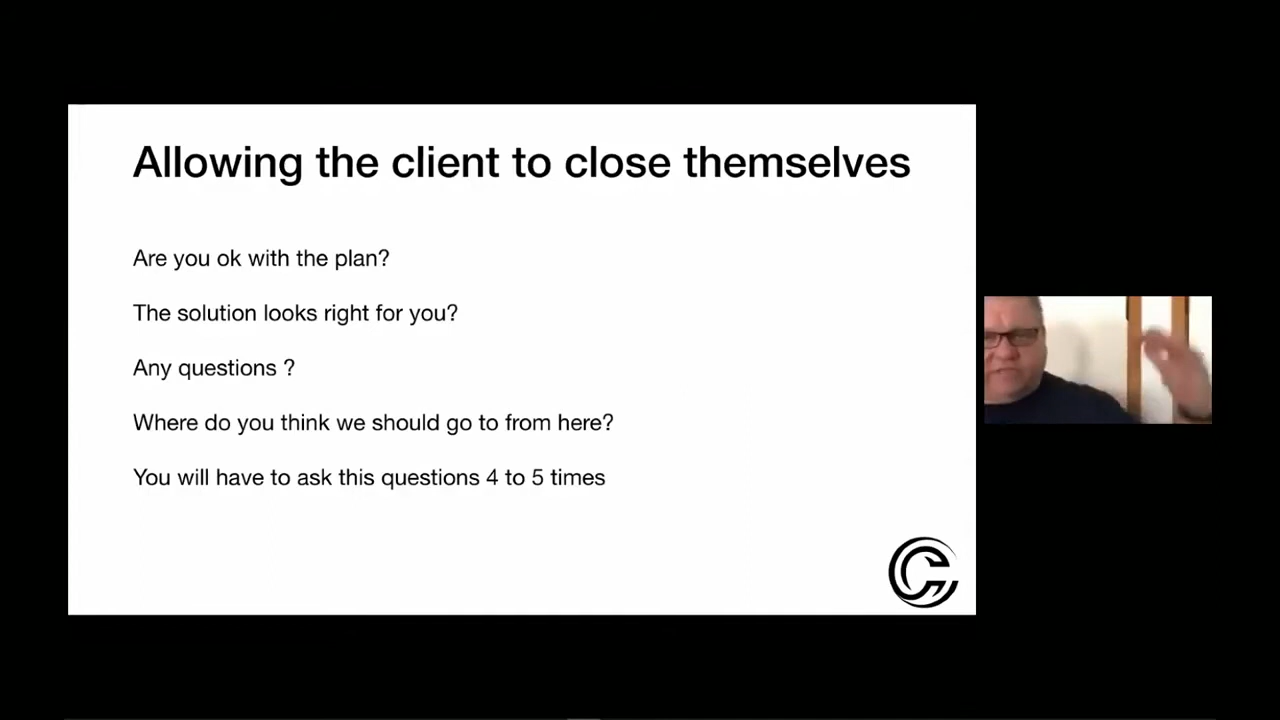 Allowing the client to close themselves
Are you ok with the plan?
The solution looks right for you?
Any questions ?
Where do you think we should go to from here?
You will have to ask this questions 4 to 5 times